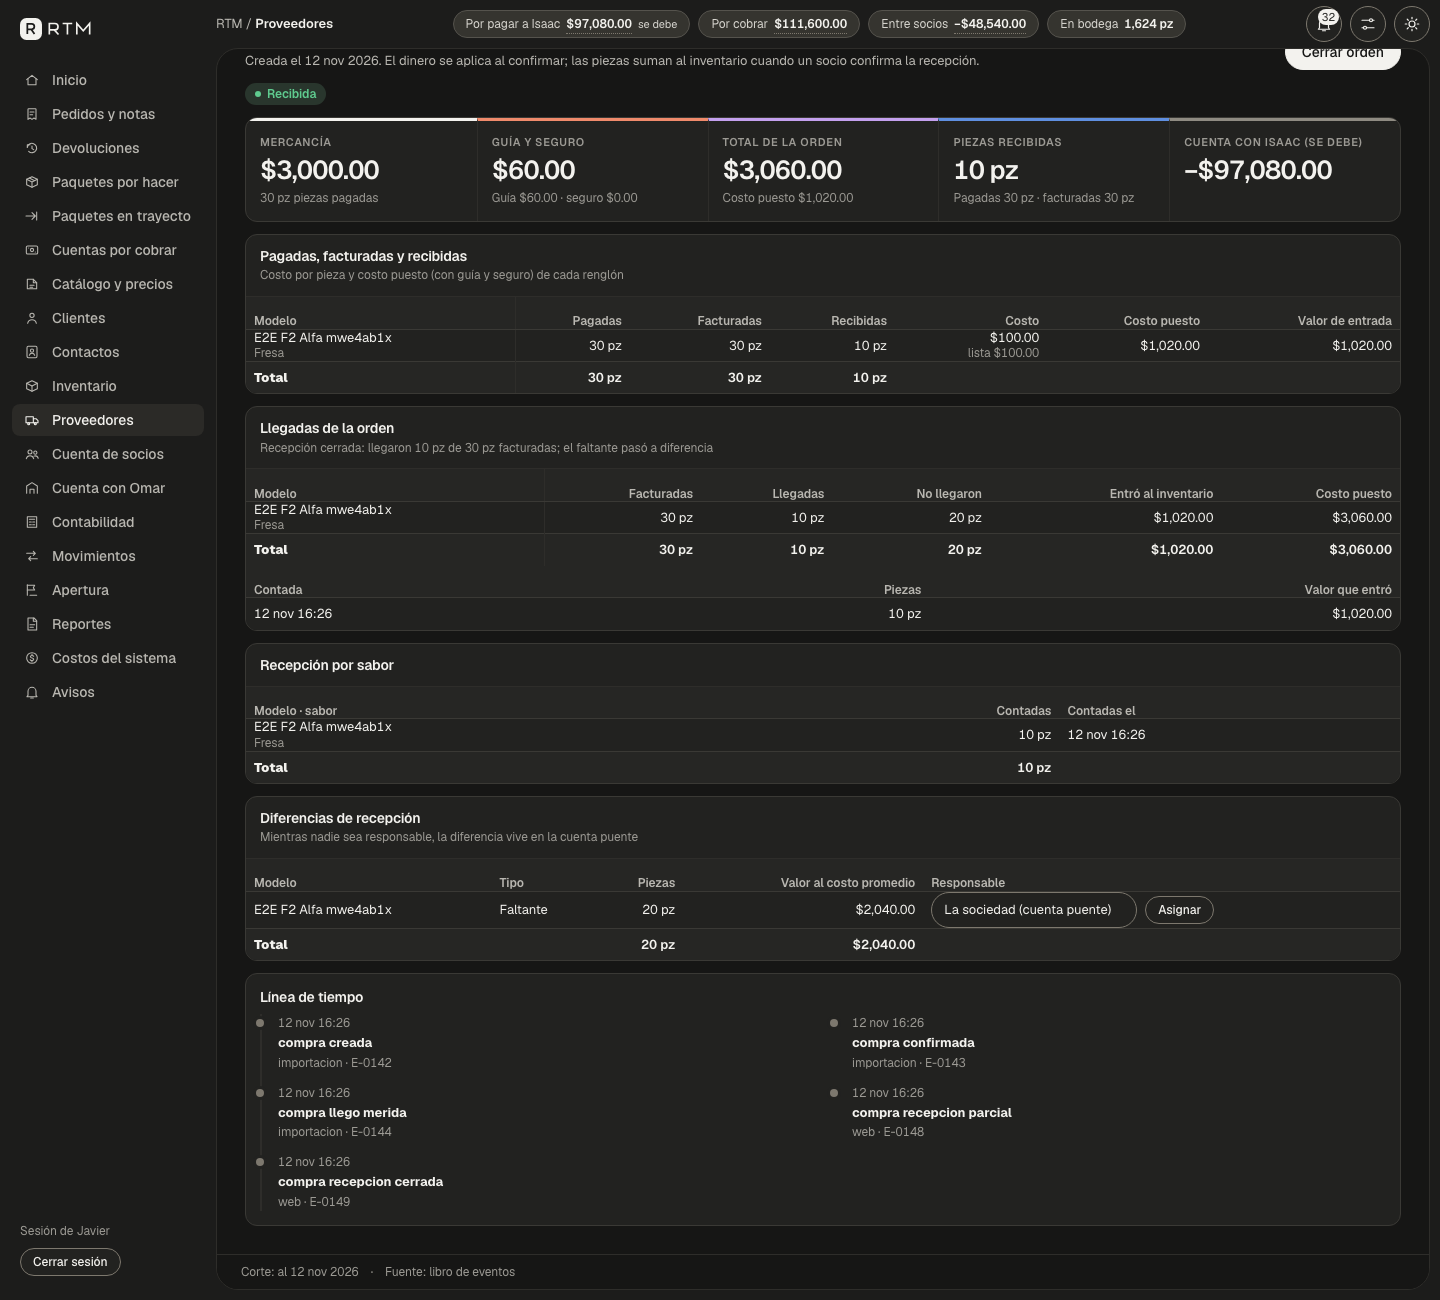 R RTM
RTM / Proveedores
Por pagar a Isaac $97,080.00 se debe
Por cobrar $111,600.00
Entre socios −$48,540.00
En bodega 1,624 pz
32
Inicio
Pedidos y notas
Devoluciones
Paquetes por hacer
Paquetes en trayecto
Cuentas por cobrar
Catálogo y precios
Clientes
Contactos
Inventario
Proveedores
Cuenta de socios
Cuenta con Omar
Contabilidad
Movimientos
Apertura
Reportes
Costos del sistema
Avisos
Sesión de Javier
Cerrar sesión
Creada el 12 nov 2026. El dinero se aplica al confirmar; las piezas suman al inventario cuando un socio confirma la recepción.
Cerrar orden
Recibida
MERCANCÍA
$3,000.00
30 pz piezas pagadas
GUÍA Y SEGURO
$60.00
Guía $60.00 · seguro $0.00
TOTAL DE LA ORDEN
$3,060.00
Costo puesto $1,020.00
PIEZAS RECIBIDAS
10 pz
Pagadas 30 pz · facturadas 30 pz
CUENTA CON ISAAC (SE DEBE)
−$97,080.00
Pagadas, facturadas y recibidas
Costo por pieza y costo puesto (con guía y seguro) de cada renglón
Modelo Pagadas Facturadas Recibidas Costo Costo puesto Valor de entrada
E2E F2 Alfa mwe4ab1x 30 pz 30 pz 10 pz $100.00 $1,020.00 $1,020.00
Fresa lista $100.00
Total 30 pz 30 pz 10 pz
Llegadas de la orden
Recepción cerrada: llegaron 10 pz de 30 pz facturadas; el faltante pasó a diferencia
Modelo Facturadas Llegadas No llegaron Entró al inventario Costo puesto
E2E F2 Alfa mwe4ab1x 30 pz 10 pz 20 pz $1,020.00 $3,060.00
Fresa
Total 30 pz 10 pz 20 pz $1,020.00 $3,060.00
Contada Piezas Valor que entró
12 nov 16:26 10 pz $1,020.00
Recepción por sabor
Modelo · sabor Contadas Contadas el
E2E F2 Alfa mwe4ab1x 10 pz 12 nov 16:26
Fresa
Total 10 pz
Diferencias de recepción
Mientras nadie sea responsable, la diferencia vive en la cuenta puente
Modelo Tipo Piezas Valor al costo promedio Responsable
E2E F2 Alfa mwe4ab1x Faltante 20 pz $2,040.00 La sociedad (cuenta puente) Asignar
Total 20 pz $2,040.00
Línea de tiempo
12 nov 16:26
compra creada
importacion · E-0142
12 nov 16:26
compra confirmada
importacion · E-0143
12 nov 16:26
compra llego merida
importacion · E-0144
12 nov 16:26
compra recepcion parcial
web · E-0148
12 nov 16:26
compra recepcion cerrada
web · E-0149
Corte: al 12 nov 2026 · Fuente: libro de eventos